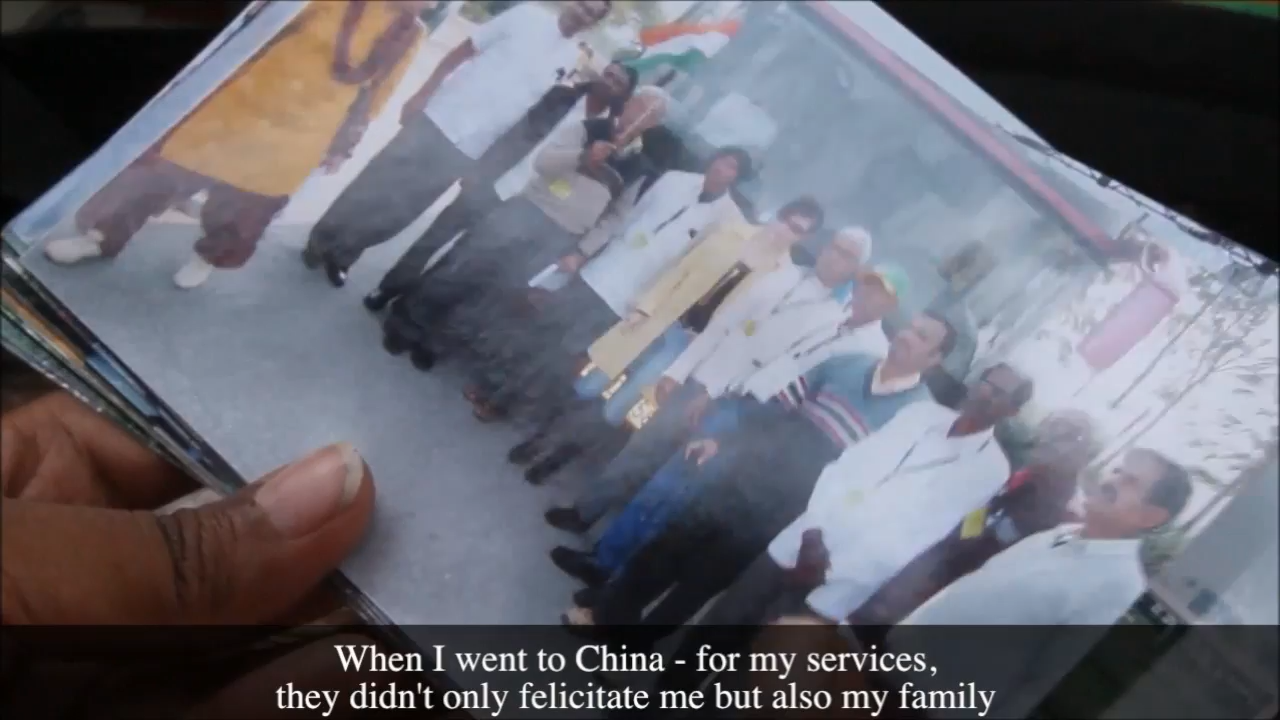 When I went to China - for my services,
they didn't only felicitate me but also my family